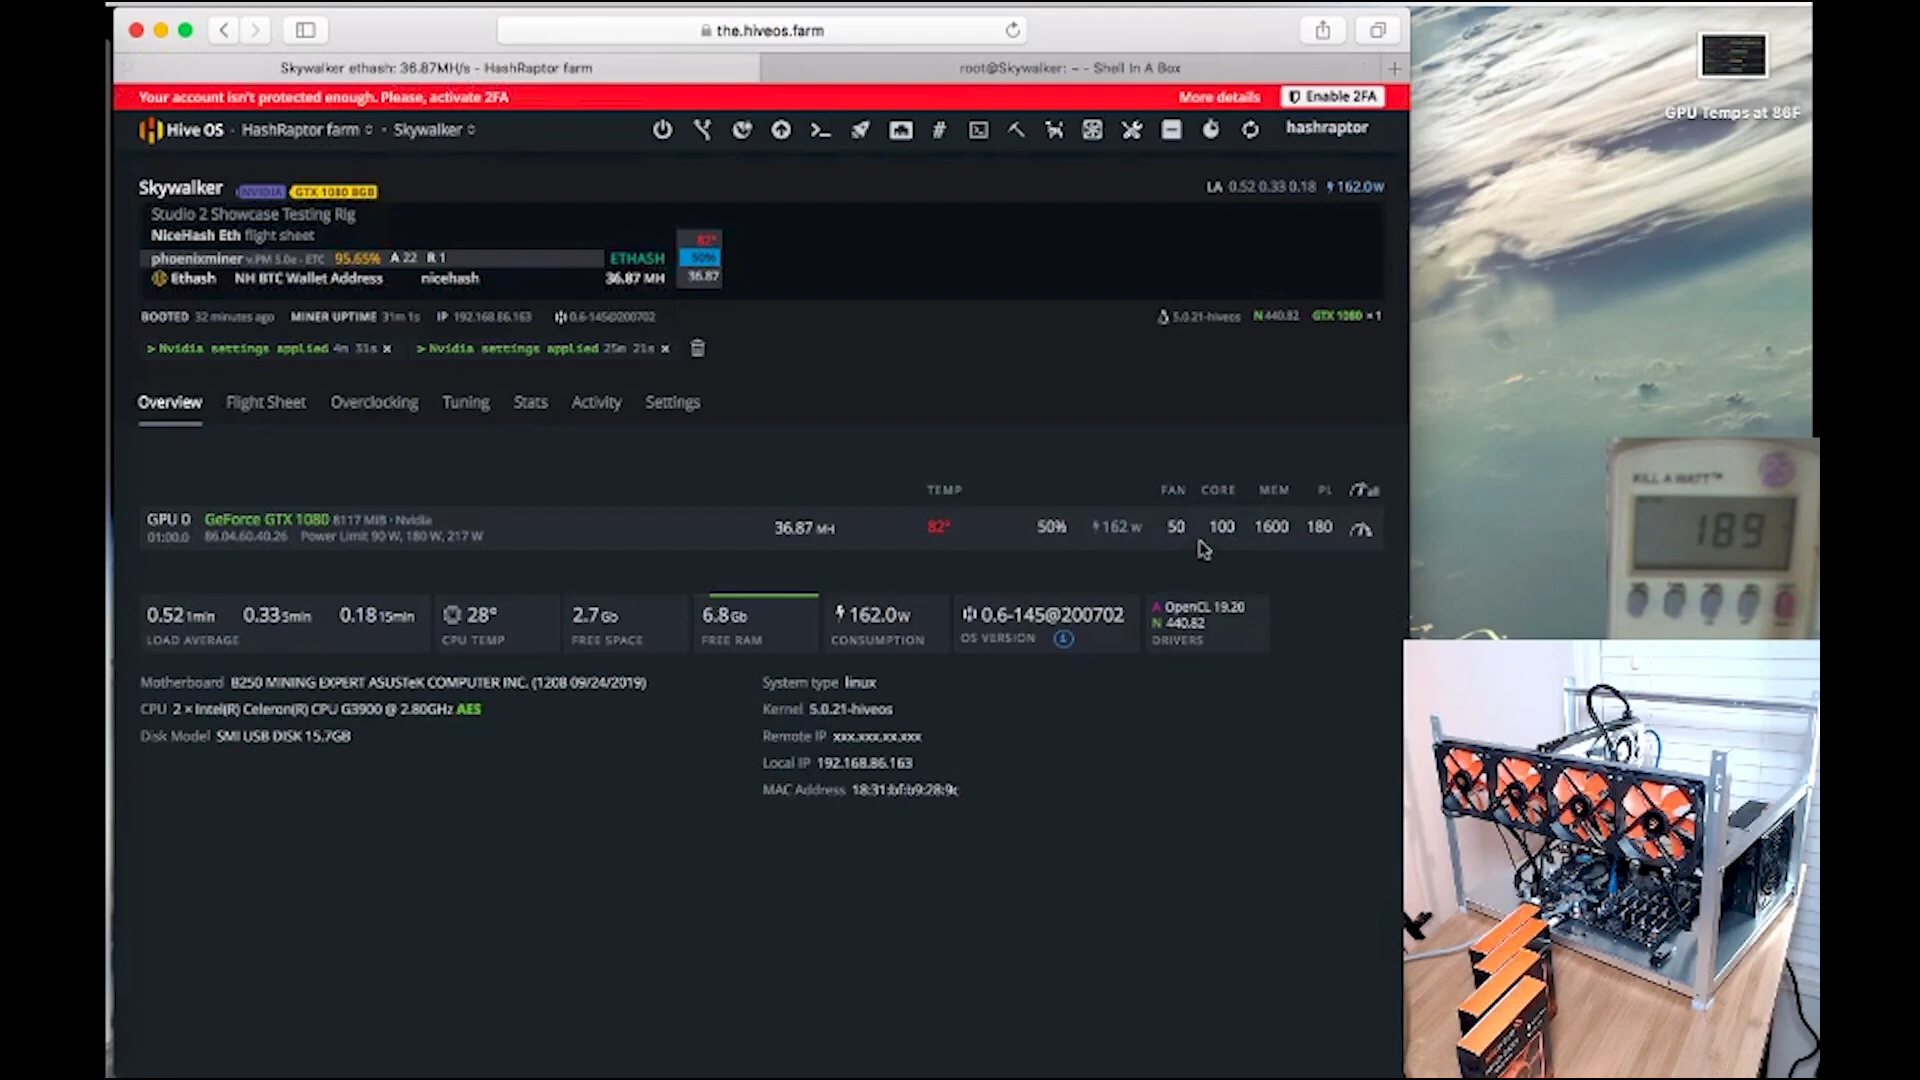 the.hiveos.farm
Skywalker ethash: 36.87MH/s - HashRaptor farm
root@Skywalker: ~ - Shell In A Box
Your account isn't protected enough. Please, activate 2FA
More details
Enable 2FA
GPU Temps at 86F
Hive OS · HashRaptor farm · Skywalker
hashraptor
Skywalker NVIDIA GTX 1080 8GB
LA 0.52 0.33 0.18 162.0W
Studio 2 Showcase Testing Rig
NiceHash Eth flight sheet
phoenixminer v.PM 5.0e - ETC 95.65% A 22 R 1 ETHASH
Ethash NH BTC Wallet Address nicehash 36.87 MH
82°
50%
36.87
BOOTED 32 minutes ago MINER UPTIME 31m 1s IP 192.168.86.163 0.6-145@200702
5.0.21-hiveos N 440.82 GTX 1080 × 1
> Nvidia settings applied 4m 31s × > Nvidia settings applied 25m 21s ×
Overview Flight Sheet Overclocking Tuning Stats Activity Settings
TEMP FAN CORE MEM PL
GPU 0 GeForce GTX 1080 8117 MiB · Nvidia
01:00.0 86.04.60.40.26 Power Limit 90 W, 180 W, 217 W
36.87 MH 82° 50% 162 W 50 100 1600 180
KILL A WATT™
189
0.52 1min 0.33 5min 0.18 15min
LOAD AVERAGE
28°
CPU TEMP
2.7 Gb
FREE SPACE
6.8 Gb
FREE RAM
162.0 W
CONSUMPTION
0.6-145@200702
OS VERSION
A OpenCL 19.20
N 440.82
DRIVERS
Motherboard B250 MINING EXPERT ASUSTeK COMPUTER INC. (1208 09/24/2019)
CPU 2 × Intel(R) Celeron(R) CPU G3900 @ 2.80GHz AES
Disk Model SMI USB DISK 15.7GB
System type linux
Kernel 5.0.21-hiveos
Remote IP xxx.xxx.xx.xxx
Local IP 192.168.86.163
MAC Address 18:31:bf:b9:28:9c